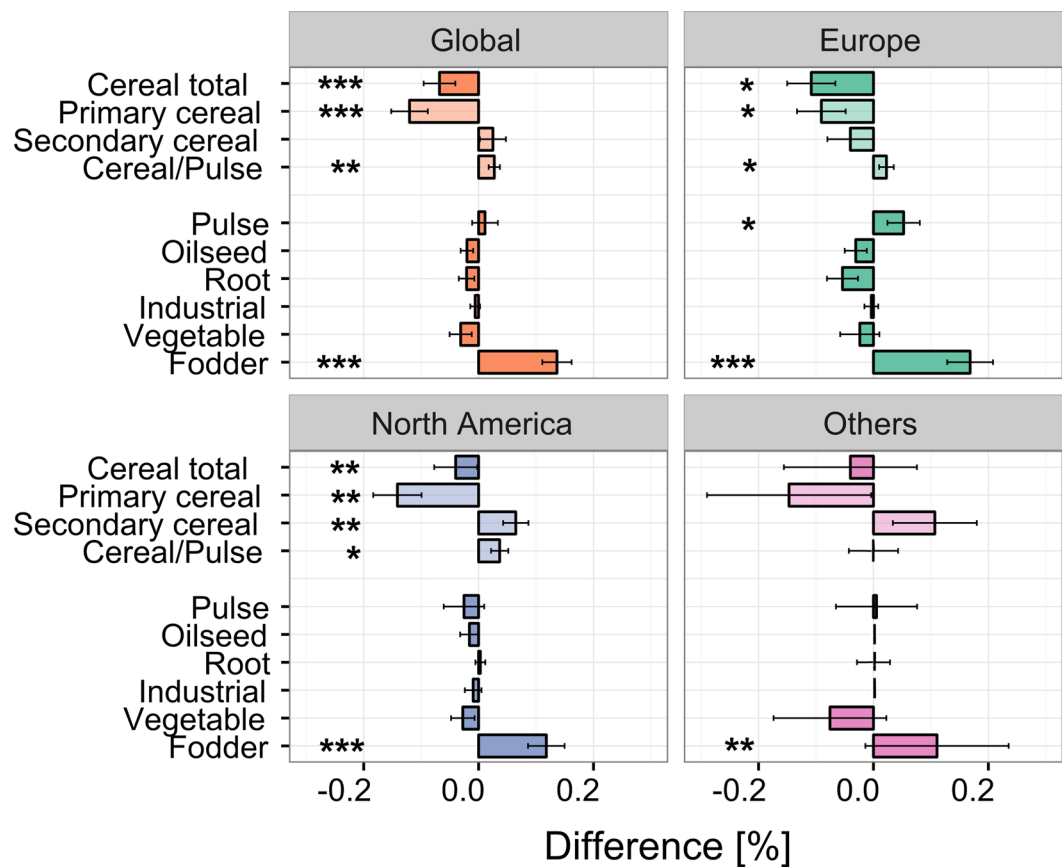 Global Europe
Cereal total *** *
Primary cereal *** *
Secondary cereal
Cereal/Pulse ** *
Pulse *
Oilseed
Root
Industrial
Vegetable
Fodder *** ***
North America Others
Cereal total **
Primary cereal **
Secondary cereal **
Cereal/Pulse *
Pulse
Oilseed
Root
Industrial
Vegetable
Fodder *** **
-0.2 0.0 0.2 -0.2 0.0 0.2
Difference [%]